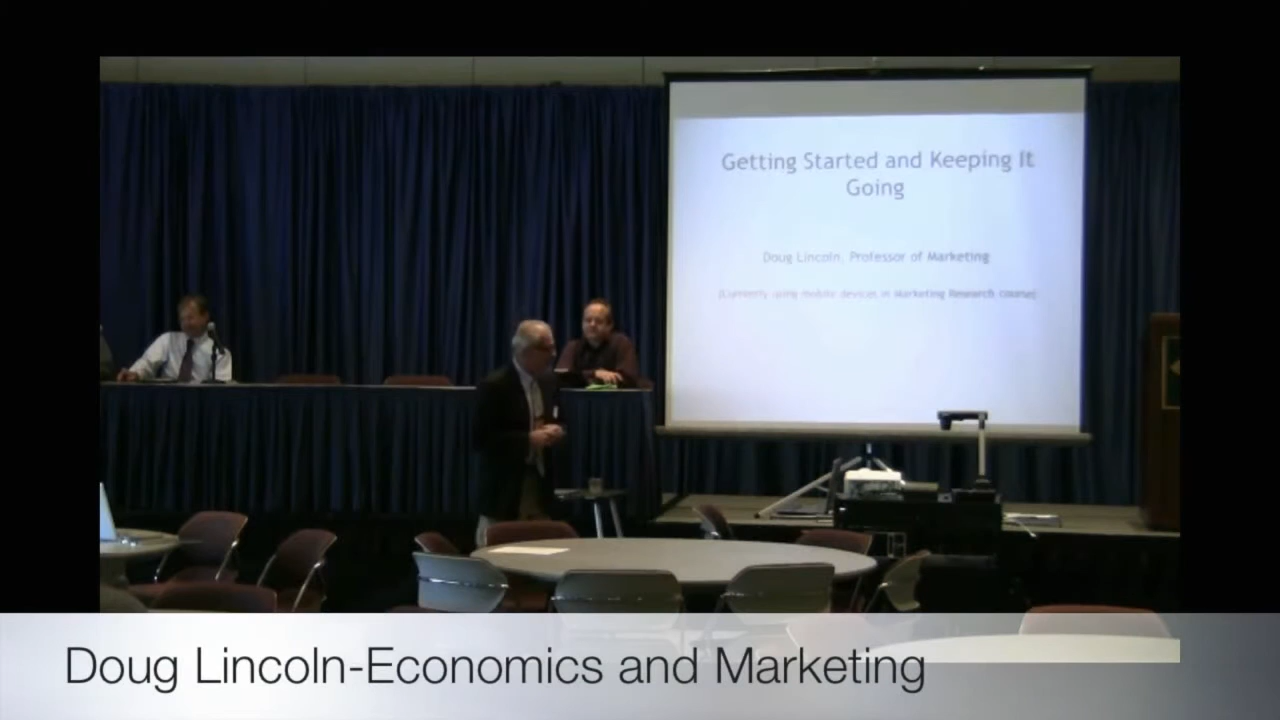 Getting Started and Keeping It
Going
Doug Lincoln, Professor of Marketing
(Currently using mobile devices in Marketing Research course)
Doug Lincoln-Economics and Marketing